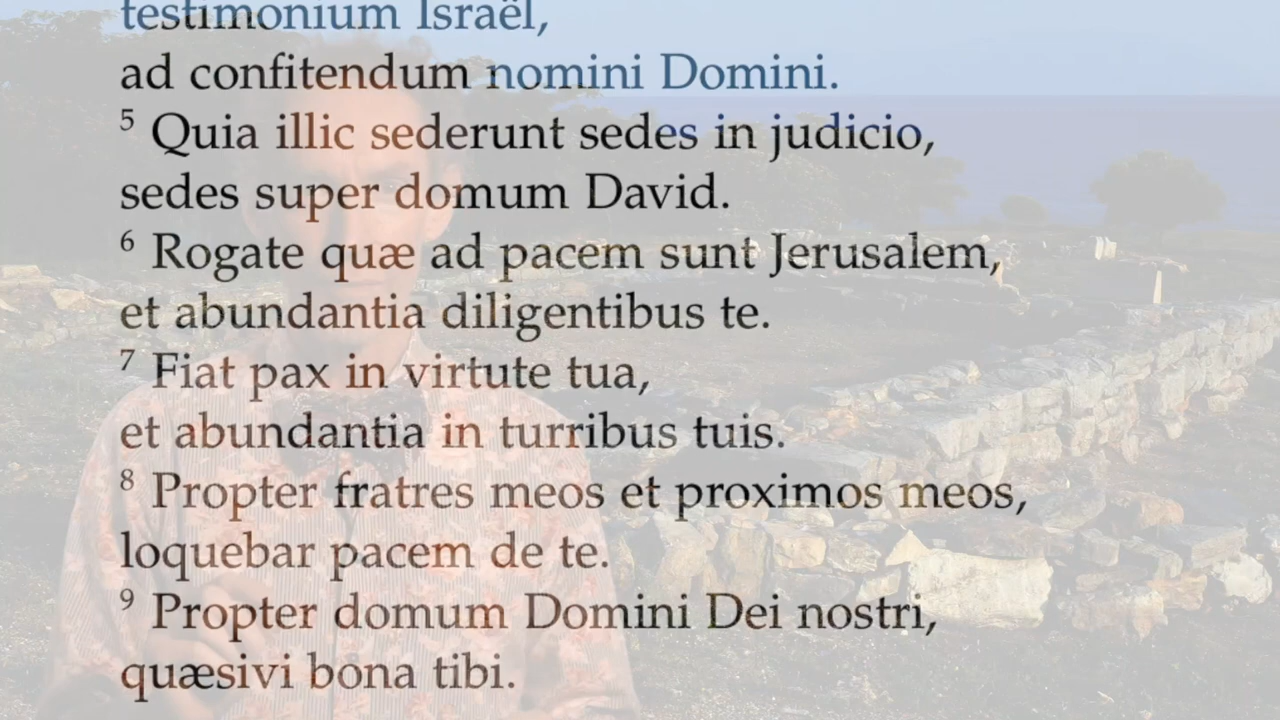 testimonium Israël,
ad confitendum nomini Domini.
5 Quia illic sederunt sedes in judicio,
sedes super domum David.
6 Rogate quæ ad pacem sunt Jerusalem,
et abundantia diligentibus te.
7 Fiat pax in virtute tua,
et abundantia in turribus tuis.
8 Propter fratres meos et proximos meos,
loquebar pacem de te.
9 Propter domum Domini Dei nostri,
quæsivi bona tibi.